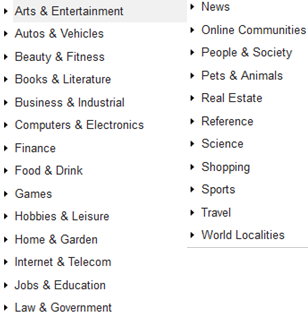 Arts & Entertainment
Autos & Vehicles
Beauty & Fitness
Books & Literature
Business & Industrial
Computers & Electronics
Finance
Food & Drink
Games
Hobbies & Leisure
Home & Garden
Internet & Telecom
Jobs & Education
Law & Government
News
Online Communities
People & Society
Pets & Animals
Real Estate
Reference
Science
Shopping
Sports
Travel
World Localities